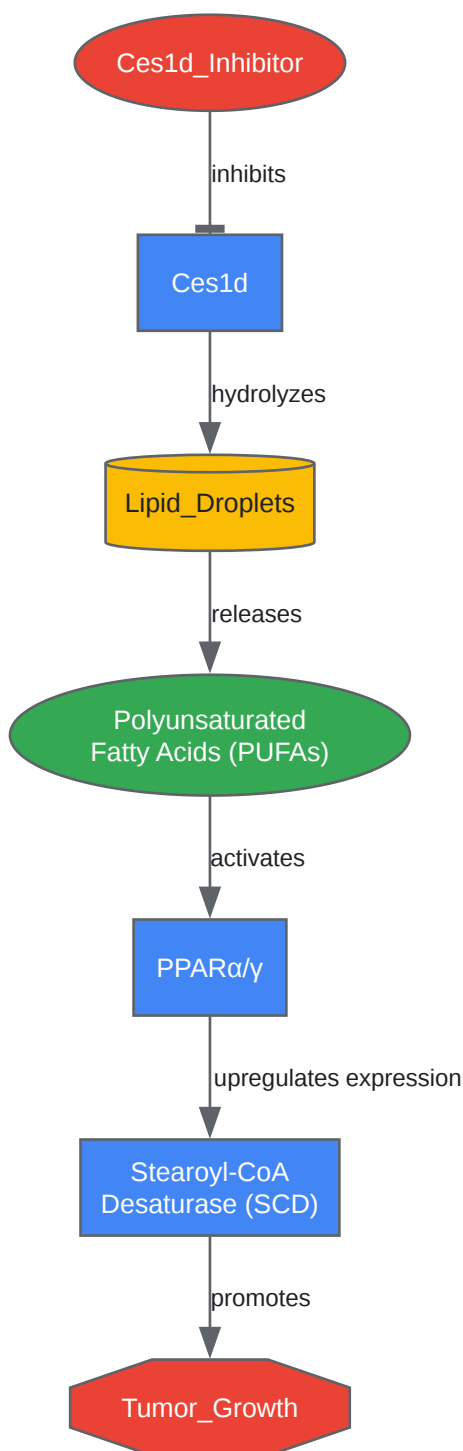 Ces1d_Inhibitor
inhibits
Ces1d
hydrolyzes
Lipid_Droplets
releases
Polyunsaturated
Fatty Acids (PUFAs)
activates
PPARα/γ
upregulates expression
Stearoyl-CoA
Desaturase (SCD)
promotes
Tumor_Growth